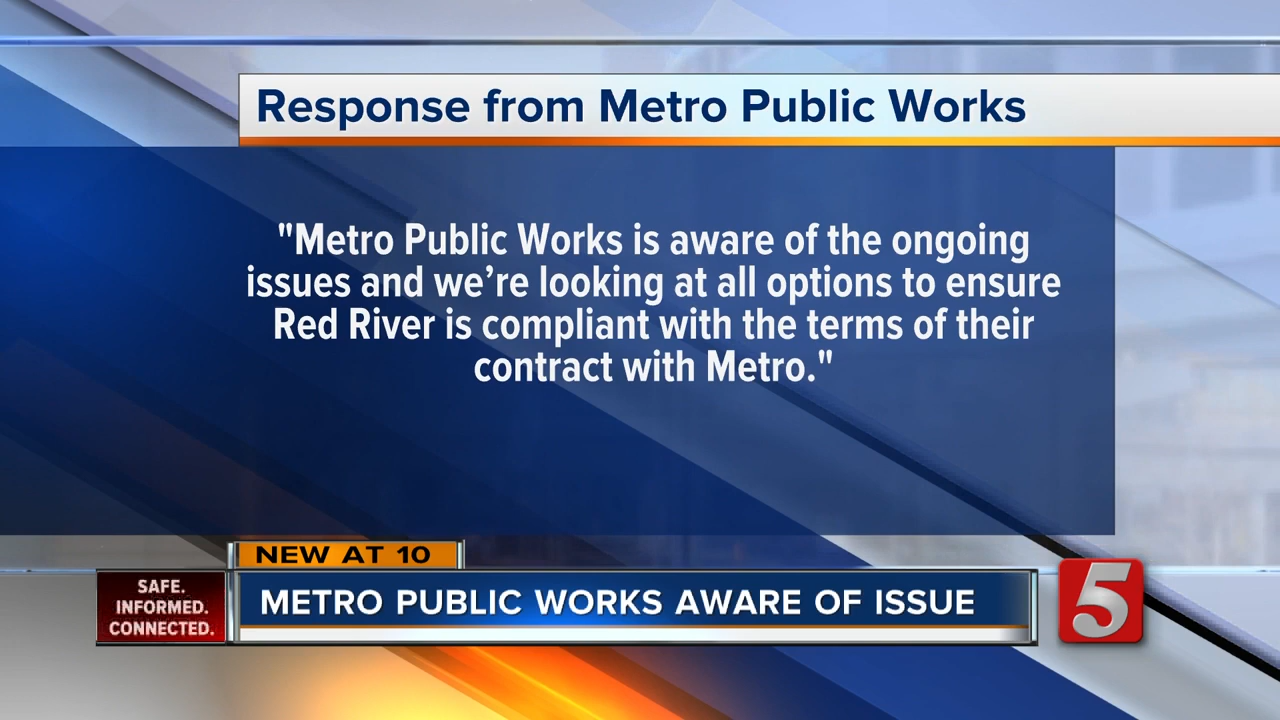 Response from Metro Public Works
"Metro Public Works is aware of the ongoing
issues and we’re looking at all options to ensure
Red River is compliant with the terms of their
contract with Metro."
NEW AT 10
SAFE.
INFORMED.
CONNECTED.
METRO PUBLIC WORKS AWARE OF ISSUE
5